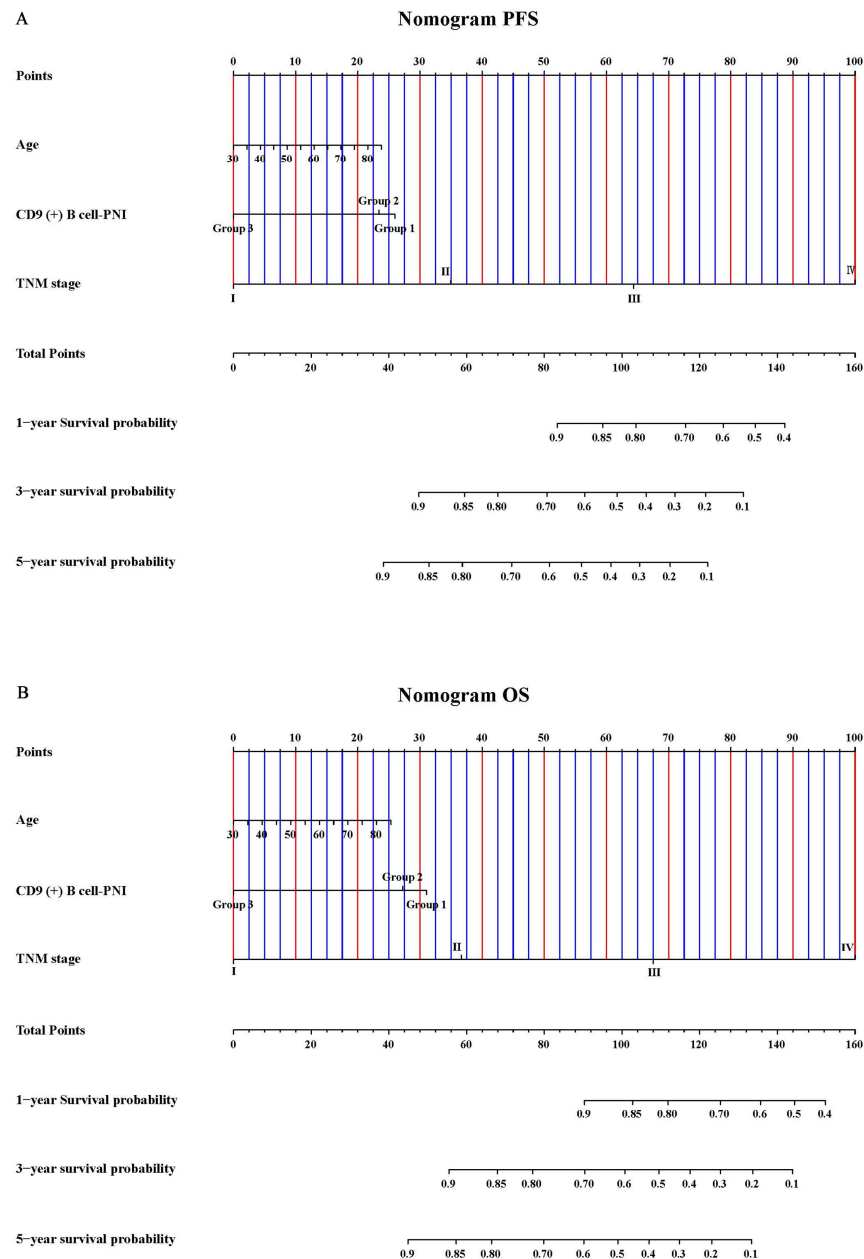 A
Nomogram PFS
0 10 20 30 40 50 60 70 80 90 100
Points
Age
30 40 50 60 70 80
Group 2
CD9 (+) B cell-PNI
Group 3 Group 1
II IV
TNM stage
I III
Total Points
0 20 40 60 80 100 120 140 160
1−year Survival probability
0.9 0.85 0.80 0.70 0.6 0.5 0.4
3−year survival probability
0.9 0.85 0.80 0.70 0.6 0.5 0.4 0.3 0.2 0.1
5−year survival probability
0.9 0.85 0.80 0.70 0.6 0.5 0.4 0.3 0.2 0.1
B
Nomogram OS
0 10 20 30 40 50 60 70 80 90 100
Points
Age
30 40 50 60 70 80
Group 2
CD9 (+) B cell-PNI
Group 3 Group 1
II IV
TNM stage
I III
Total Points
0 20 40 60 80 100 120 140 160
1−year Survival probability
0.9 0.85 0.80 0.70 0.6 0.5 0.4
3−year survival probability
0.9 0.85 0.80 0.70 0.6 0.5 0.4 0.3 0.2 0.1
5−year survival probability
0.9 0.85 0.80 0.70 0.6 0.5 0.4 0.3 0.2 0.1